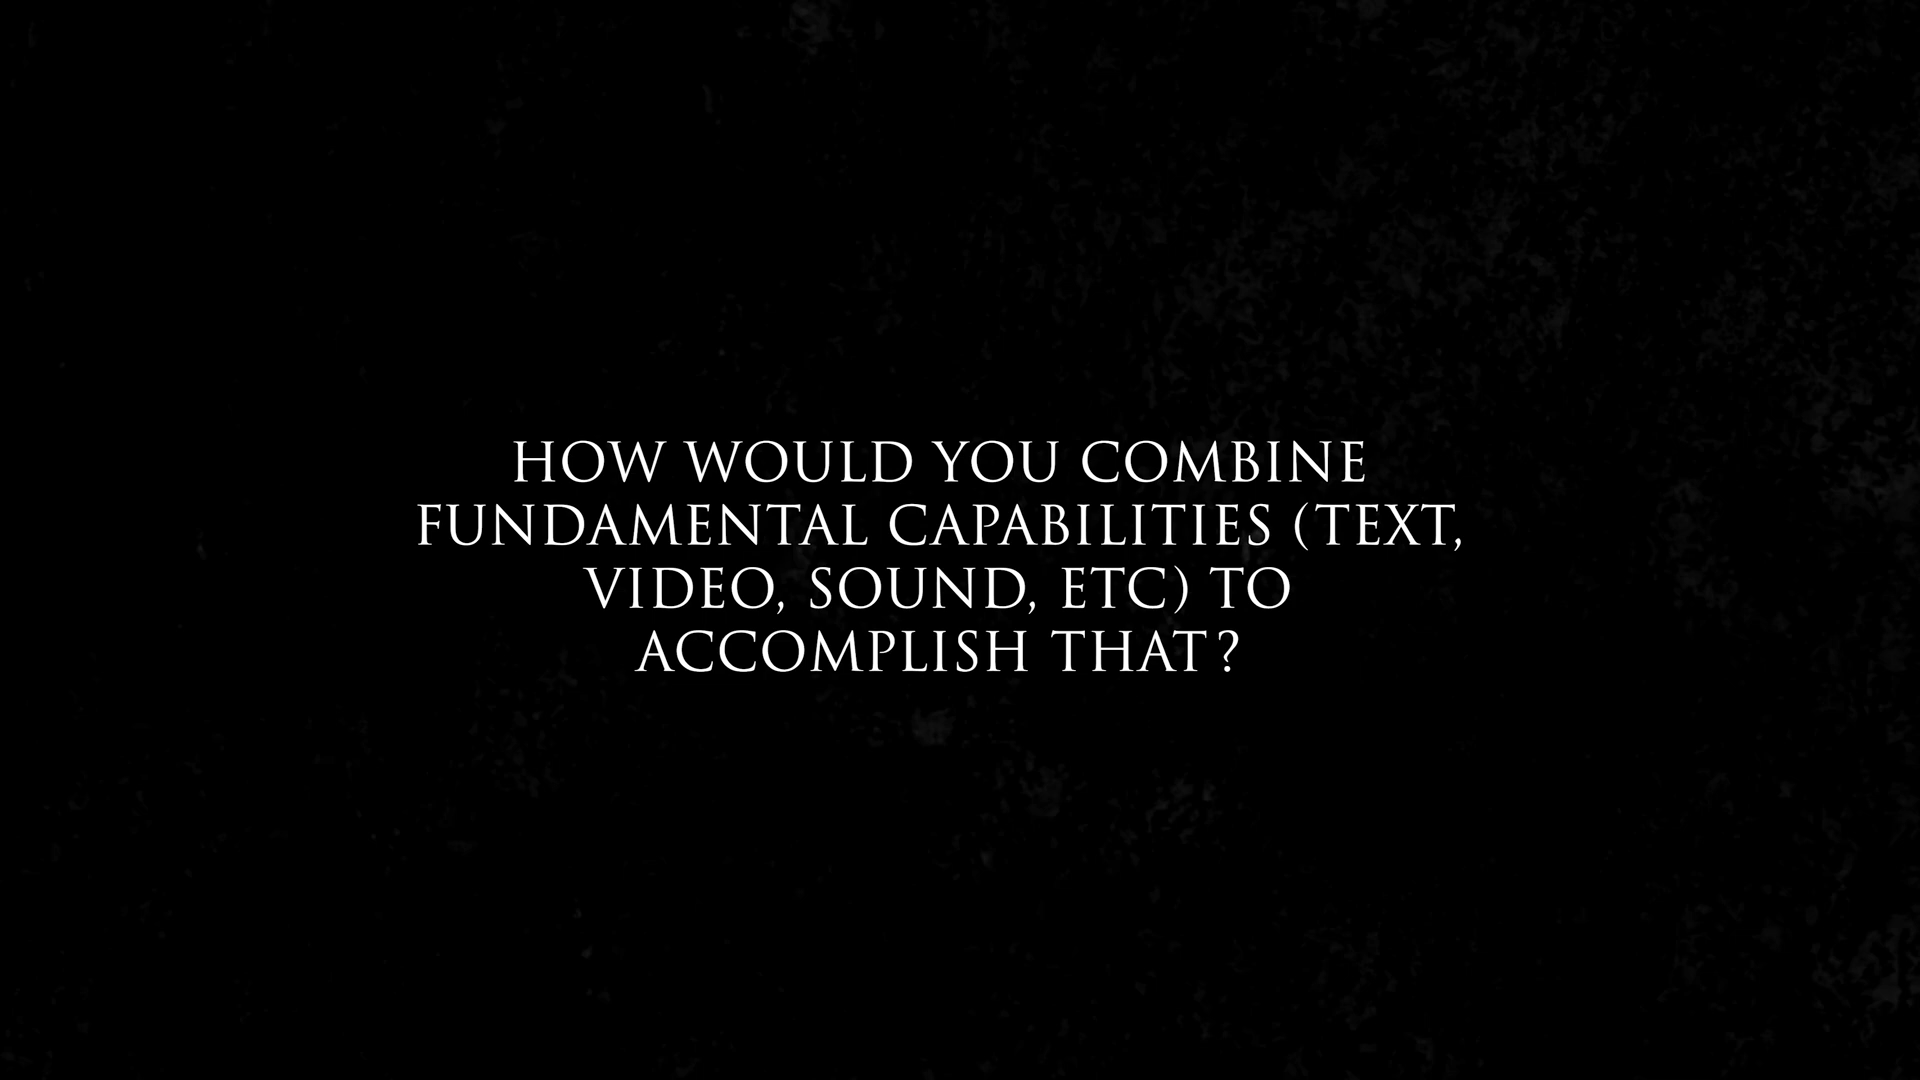 HOW WOULD YOU COMBINE
FUNDAMENTAL CAPABILITIES (TEXT,
VIDEO, SOUND, ETC) TO
ACCOMPLISH THAT?